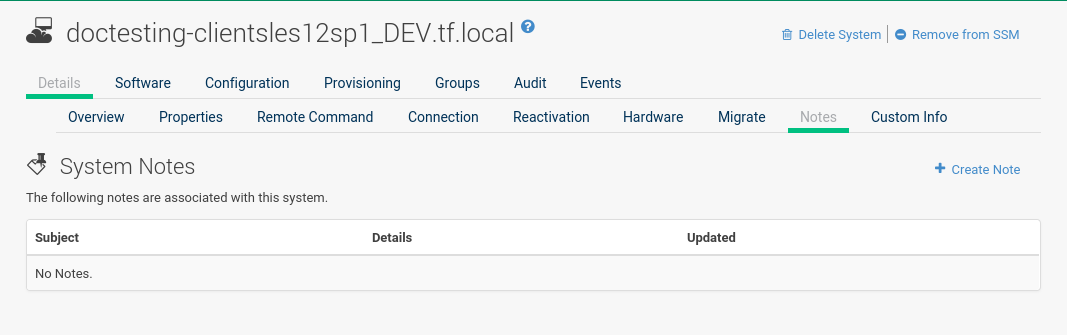 doctesting-clientsles12sp1_DEV.tf.local ?
Delete System | Remove from SSM
Details Software Configuration Provisioning Groups Audit Events
Overview Properties Remote Command Connection Reactivation Hardware Migrate Notes Custom Info
System Notes
+ Create Note
The following notes are associated with this system.
Subject Details Updated
No Notes.